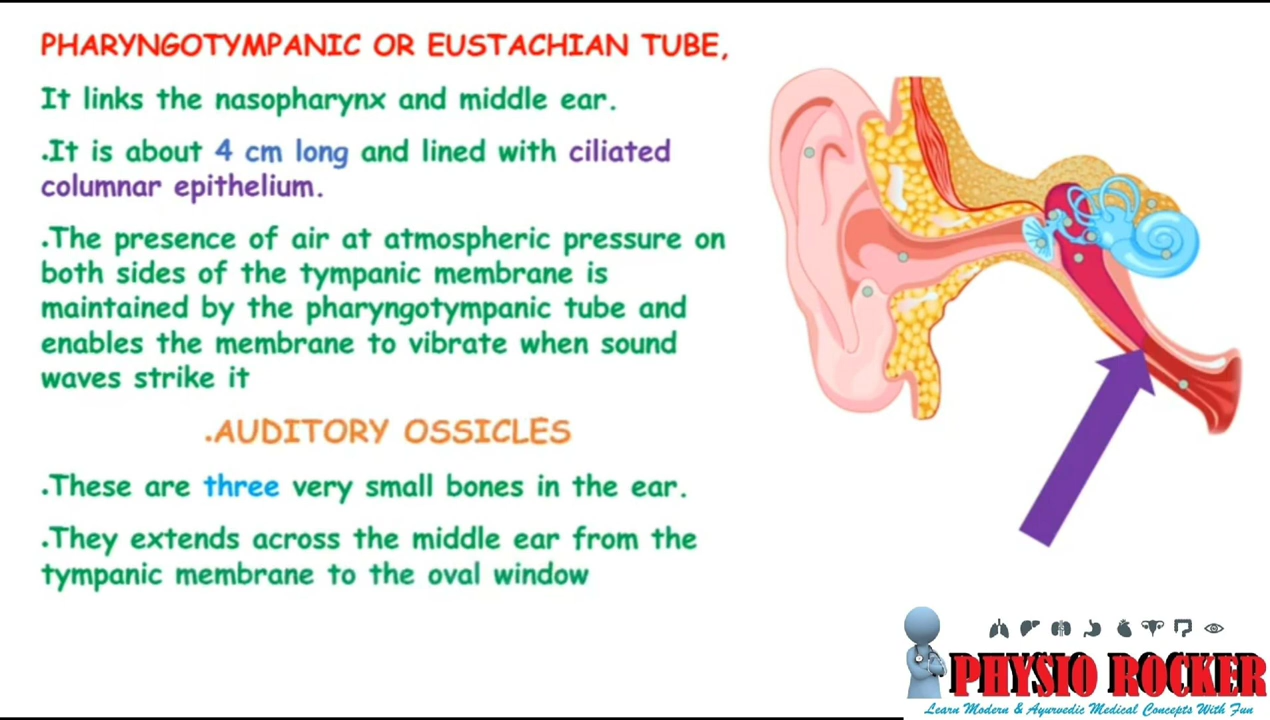 PHARYNGOTYMPANIC OR EUSTACHIAN TUBE,
It links the nasopharynx and middle ear.
.It is about 4 cm long and lined with ciliated
columnar epithelium.
.The presence of air at atmospheric pressure on
both sides of the tympanic membrane is
maintained by the pharyngotympanic tube and
enables the membrane to vibrate when sound
waves strike it
.AUDITORY OSSICLES
.These are three very small bones in the ear.
.They extends across the middle ear from the
tympanic membrane to the oval window
PHYSIO ROCKER
Learn Modern & Ayurvedic Medical Concepts With Fun